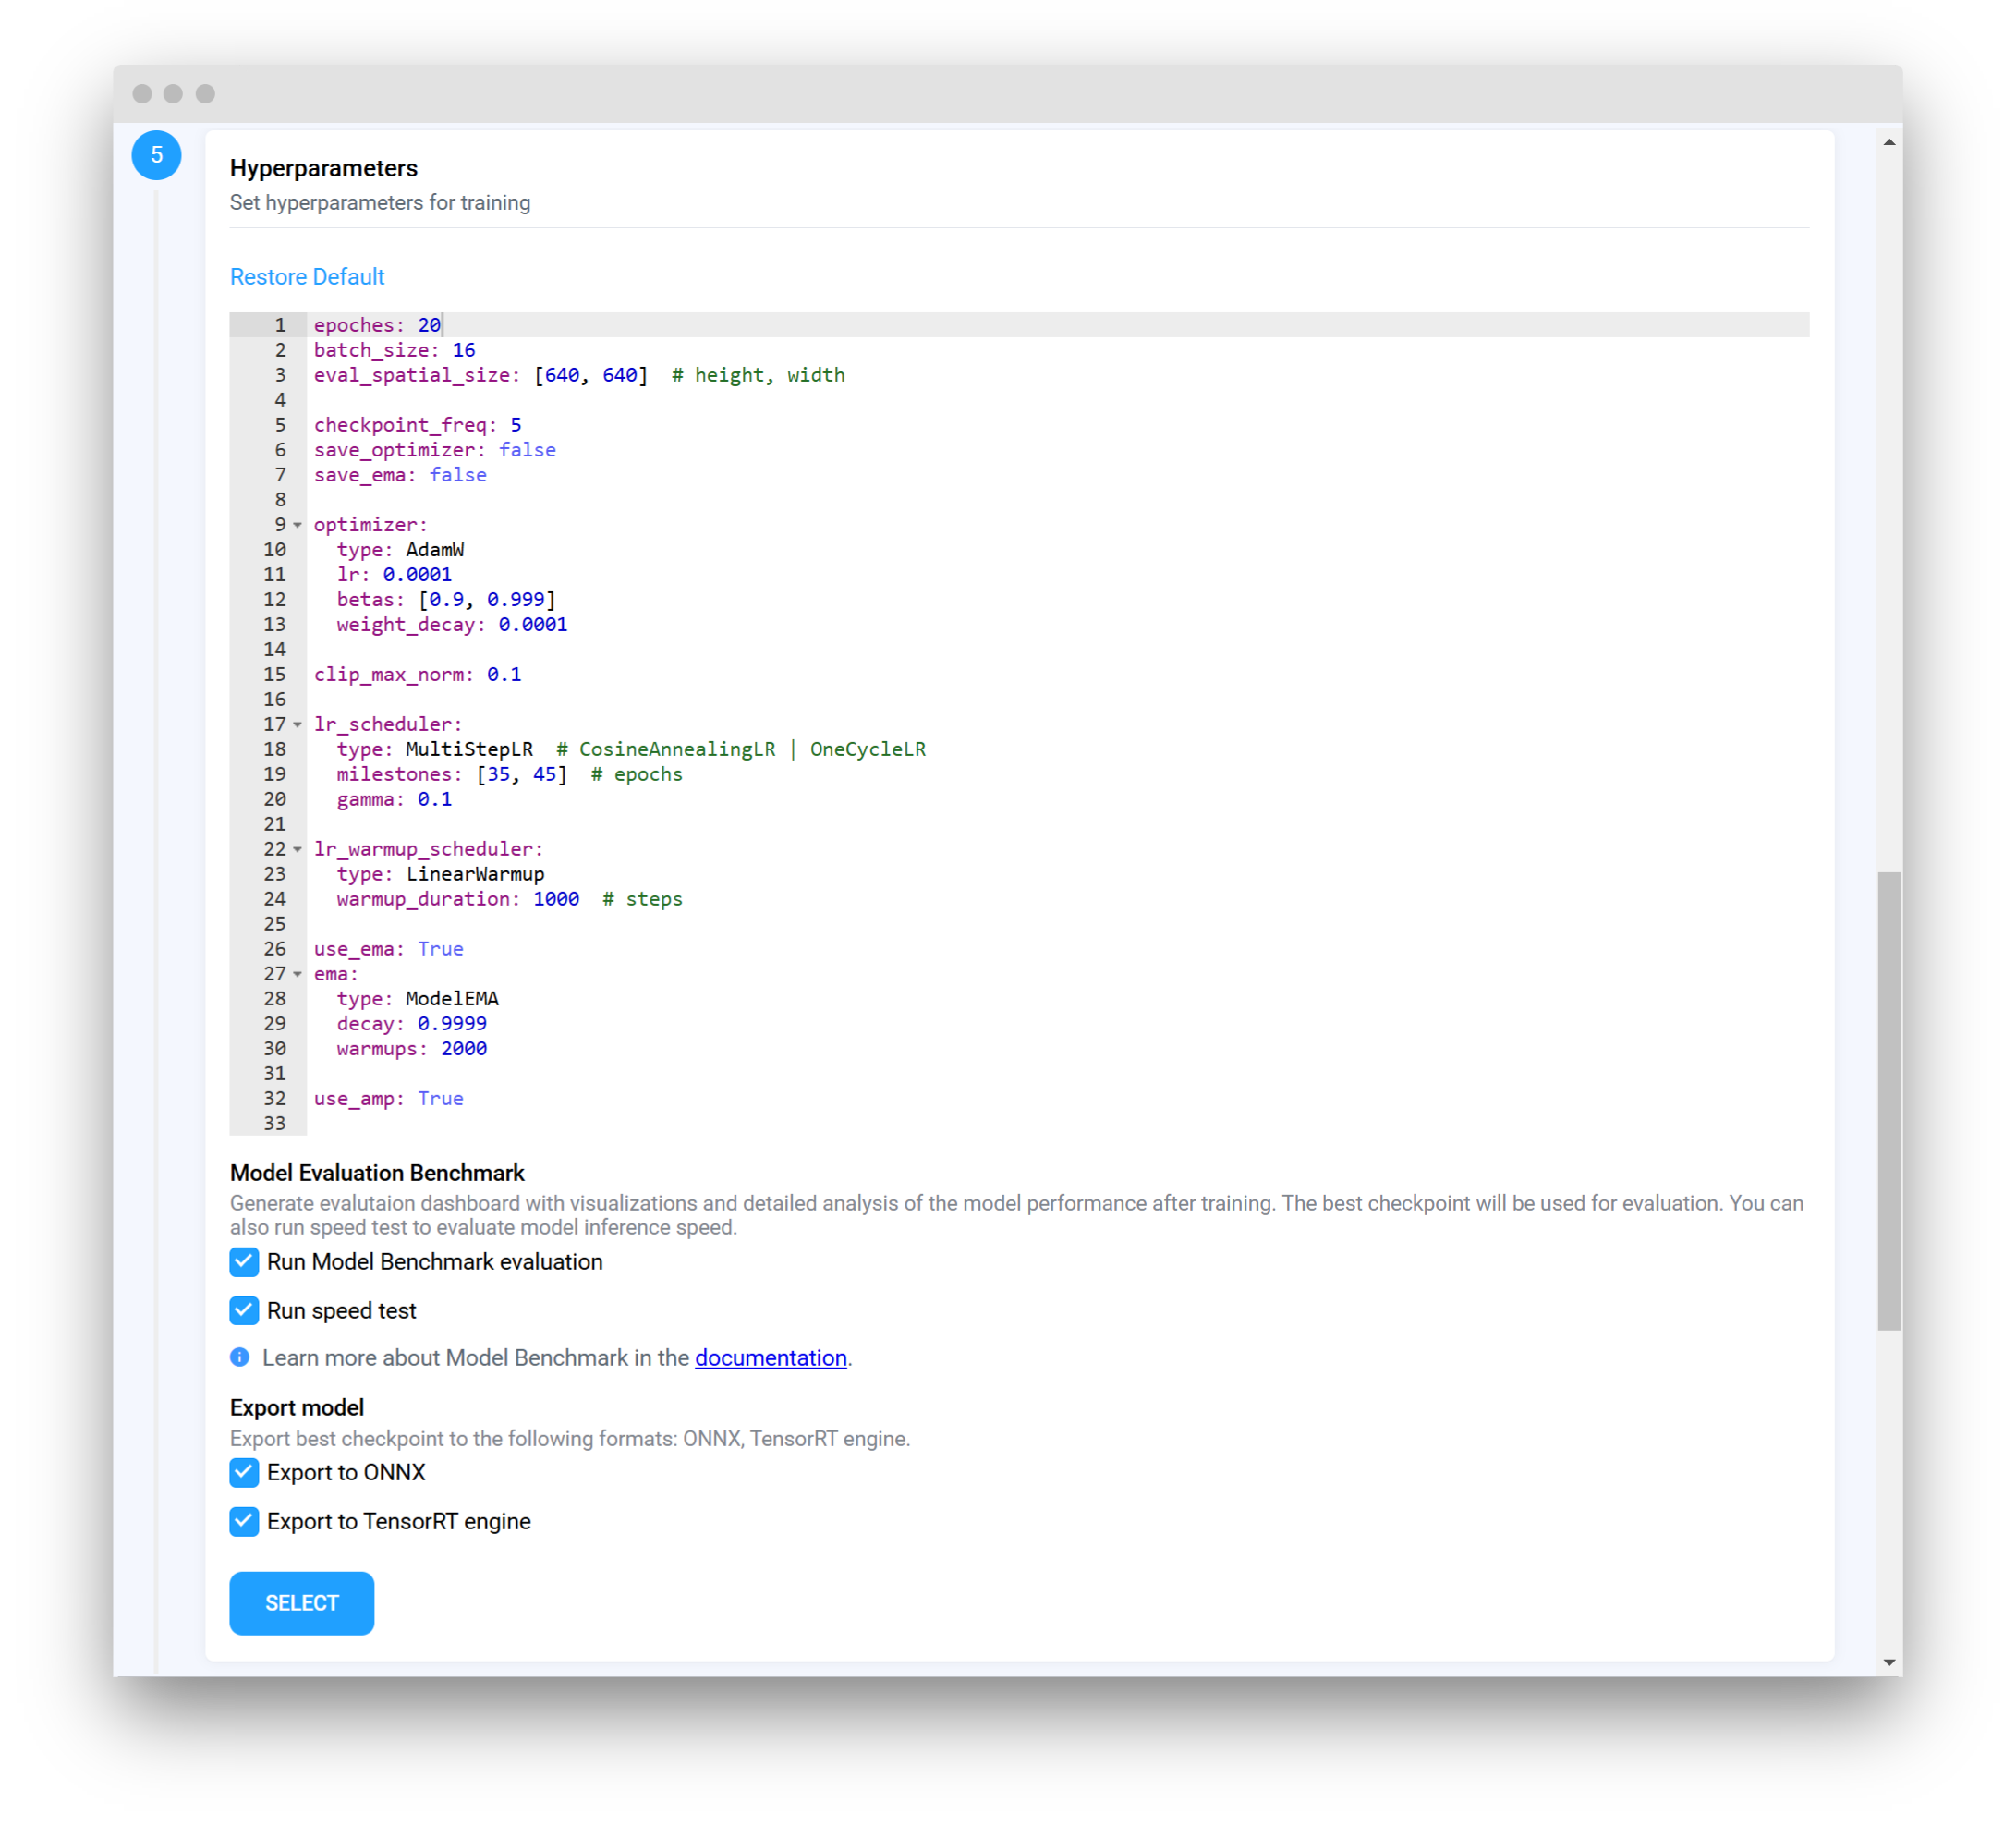 5
Hyperparameters
Set hyperparameters for training
Restore Default
1 epoches: 20
2 batch_size: 16
3 eval_spatial_size: [640, 640]  # height, width
4
5 checkpoint_freq: 5
6 save_optimizer: false
7 save_ema: false
8
9 optimizer:
10   type: AdamW
11   lr: 0.0001
12   betas: [0.9, 0.999]
13   weight_decay: 0.0001
14
15 clip_max_norm: 0.1
16
17 lr_scheduler:
18   type: MultiStepLR  # CosineAnnealingLR | OneCycleLR
19   milestones: [35, 45]  # epochs
20   gamma: 0.1
21
22 lr_warmup_scheduler:
23   type: LinearWarmup
24   warmup_duration: 1000  # steps
25
26 use_ema: True
27 ema:
28   type: ModelEMA
29   decay: 0.9999
30   warmups: 2000
31
32 use_amp: True
33
Model Evaluation Benchmark
Generate evalutaion dashboard with visualizations and detailed analysis of the model performance after training. The best checkpoint will be used for evaluation. You can
also run speed test to evaluate model inference speed.
Run Model Benchmark evaluation
Run speed test
Learn more about Model Benchmark in the documentation.
Export model
Export best checkpoint to the following formats: ONNX, TensorRT engine.
Export to ONNX
Export to TensorRT engine
SELECT